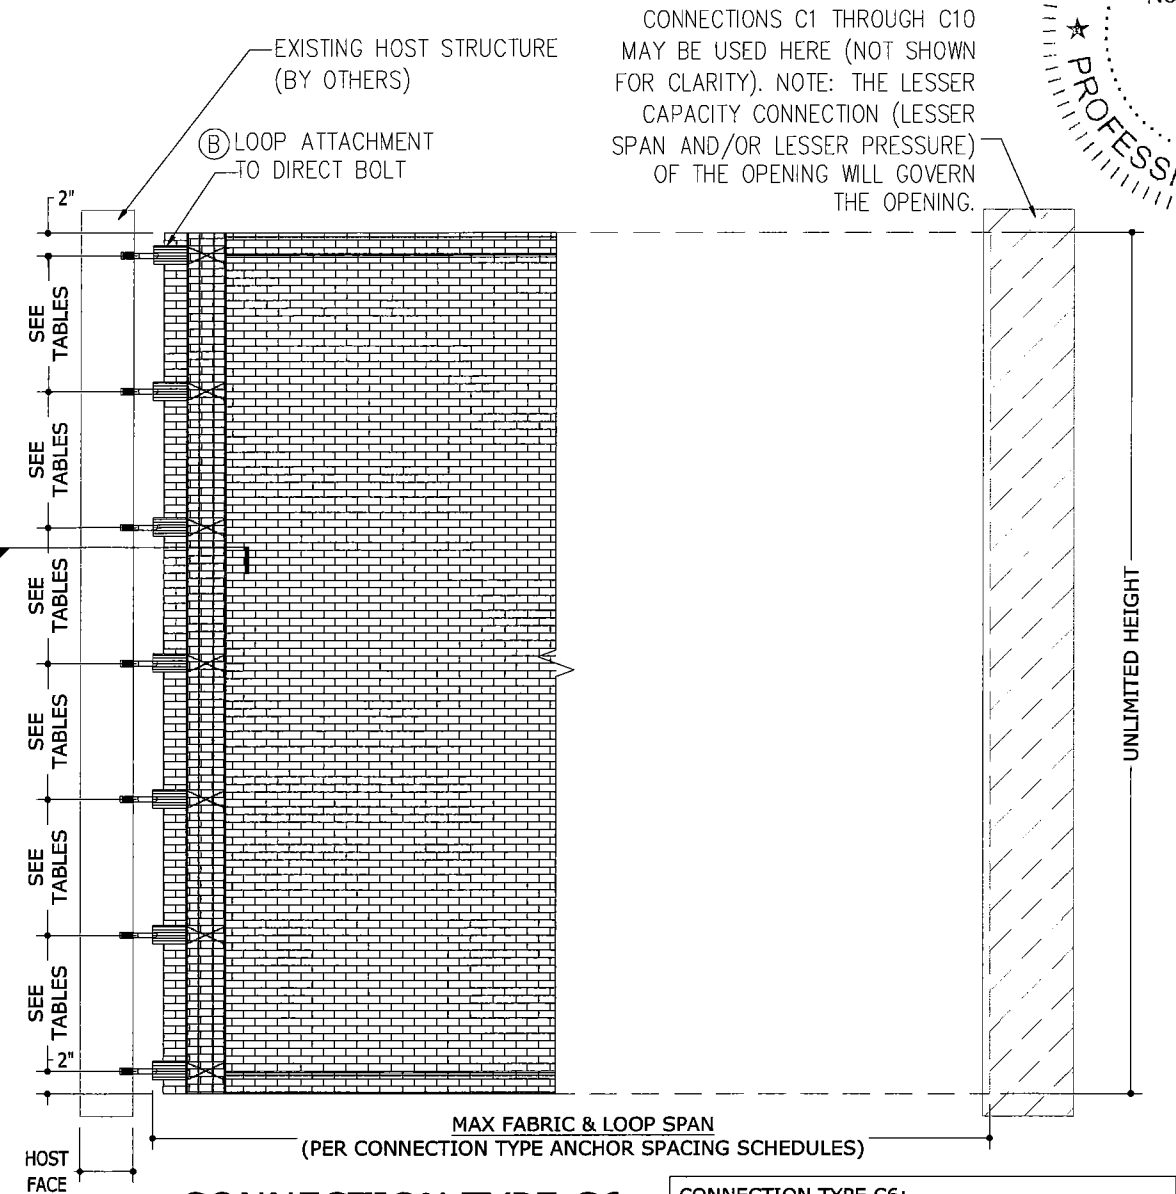 EXISTING HOST STRUCTURE
(BY OTHERS)
B LOOP ATTACHMENT
TO DIRECT BOLT
CONNECTIONS C1 THROUGH C10
MAY BE USED HERE (NOT SHOWN
FOR CLARITY). NOTE: THE LESSER
CAPACITY CONNECTION (LESSER
SPAN AND/OR LESSER PRESSURE)
OF THE OPENING WILL GOVERN
THE OPENING.
2"
SEE
TABLES
SEE
TABLES
SEE
TABLES
SEE
TABLES
SEE
TABLES
SEE
TABLES
2"
UNLIMITED HEIGHT
MAX FABRIC & LOOP SPAN
(PER CONNECTION TYPE ANCHOR SPACING SCHEDULES)
HOST
FACE
CONNECTION TYPE C6
CONNECTION TYPE C6: